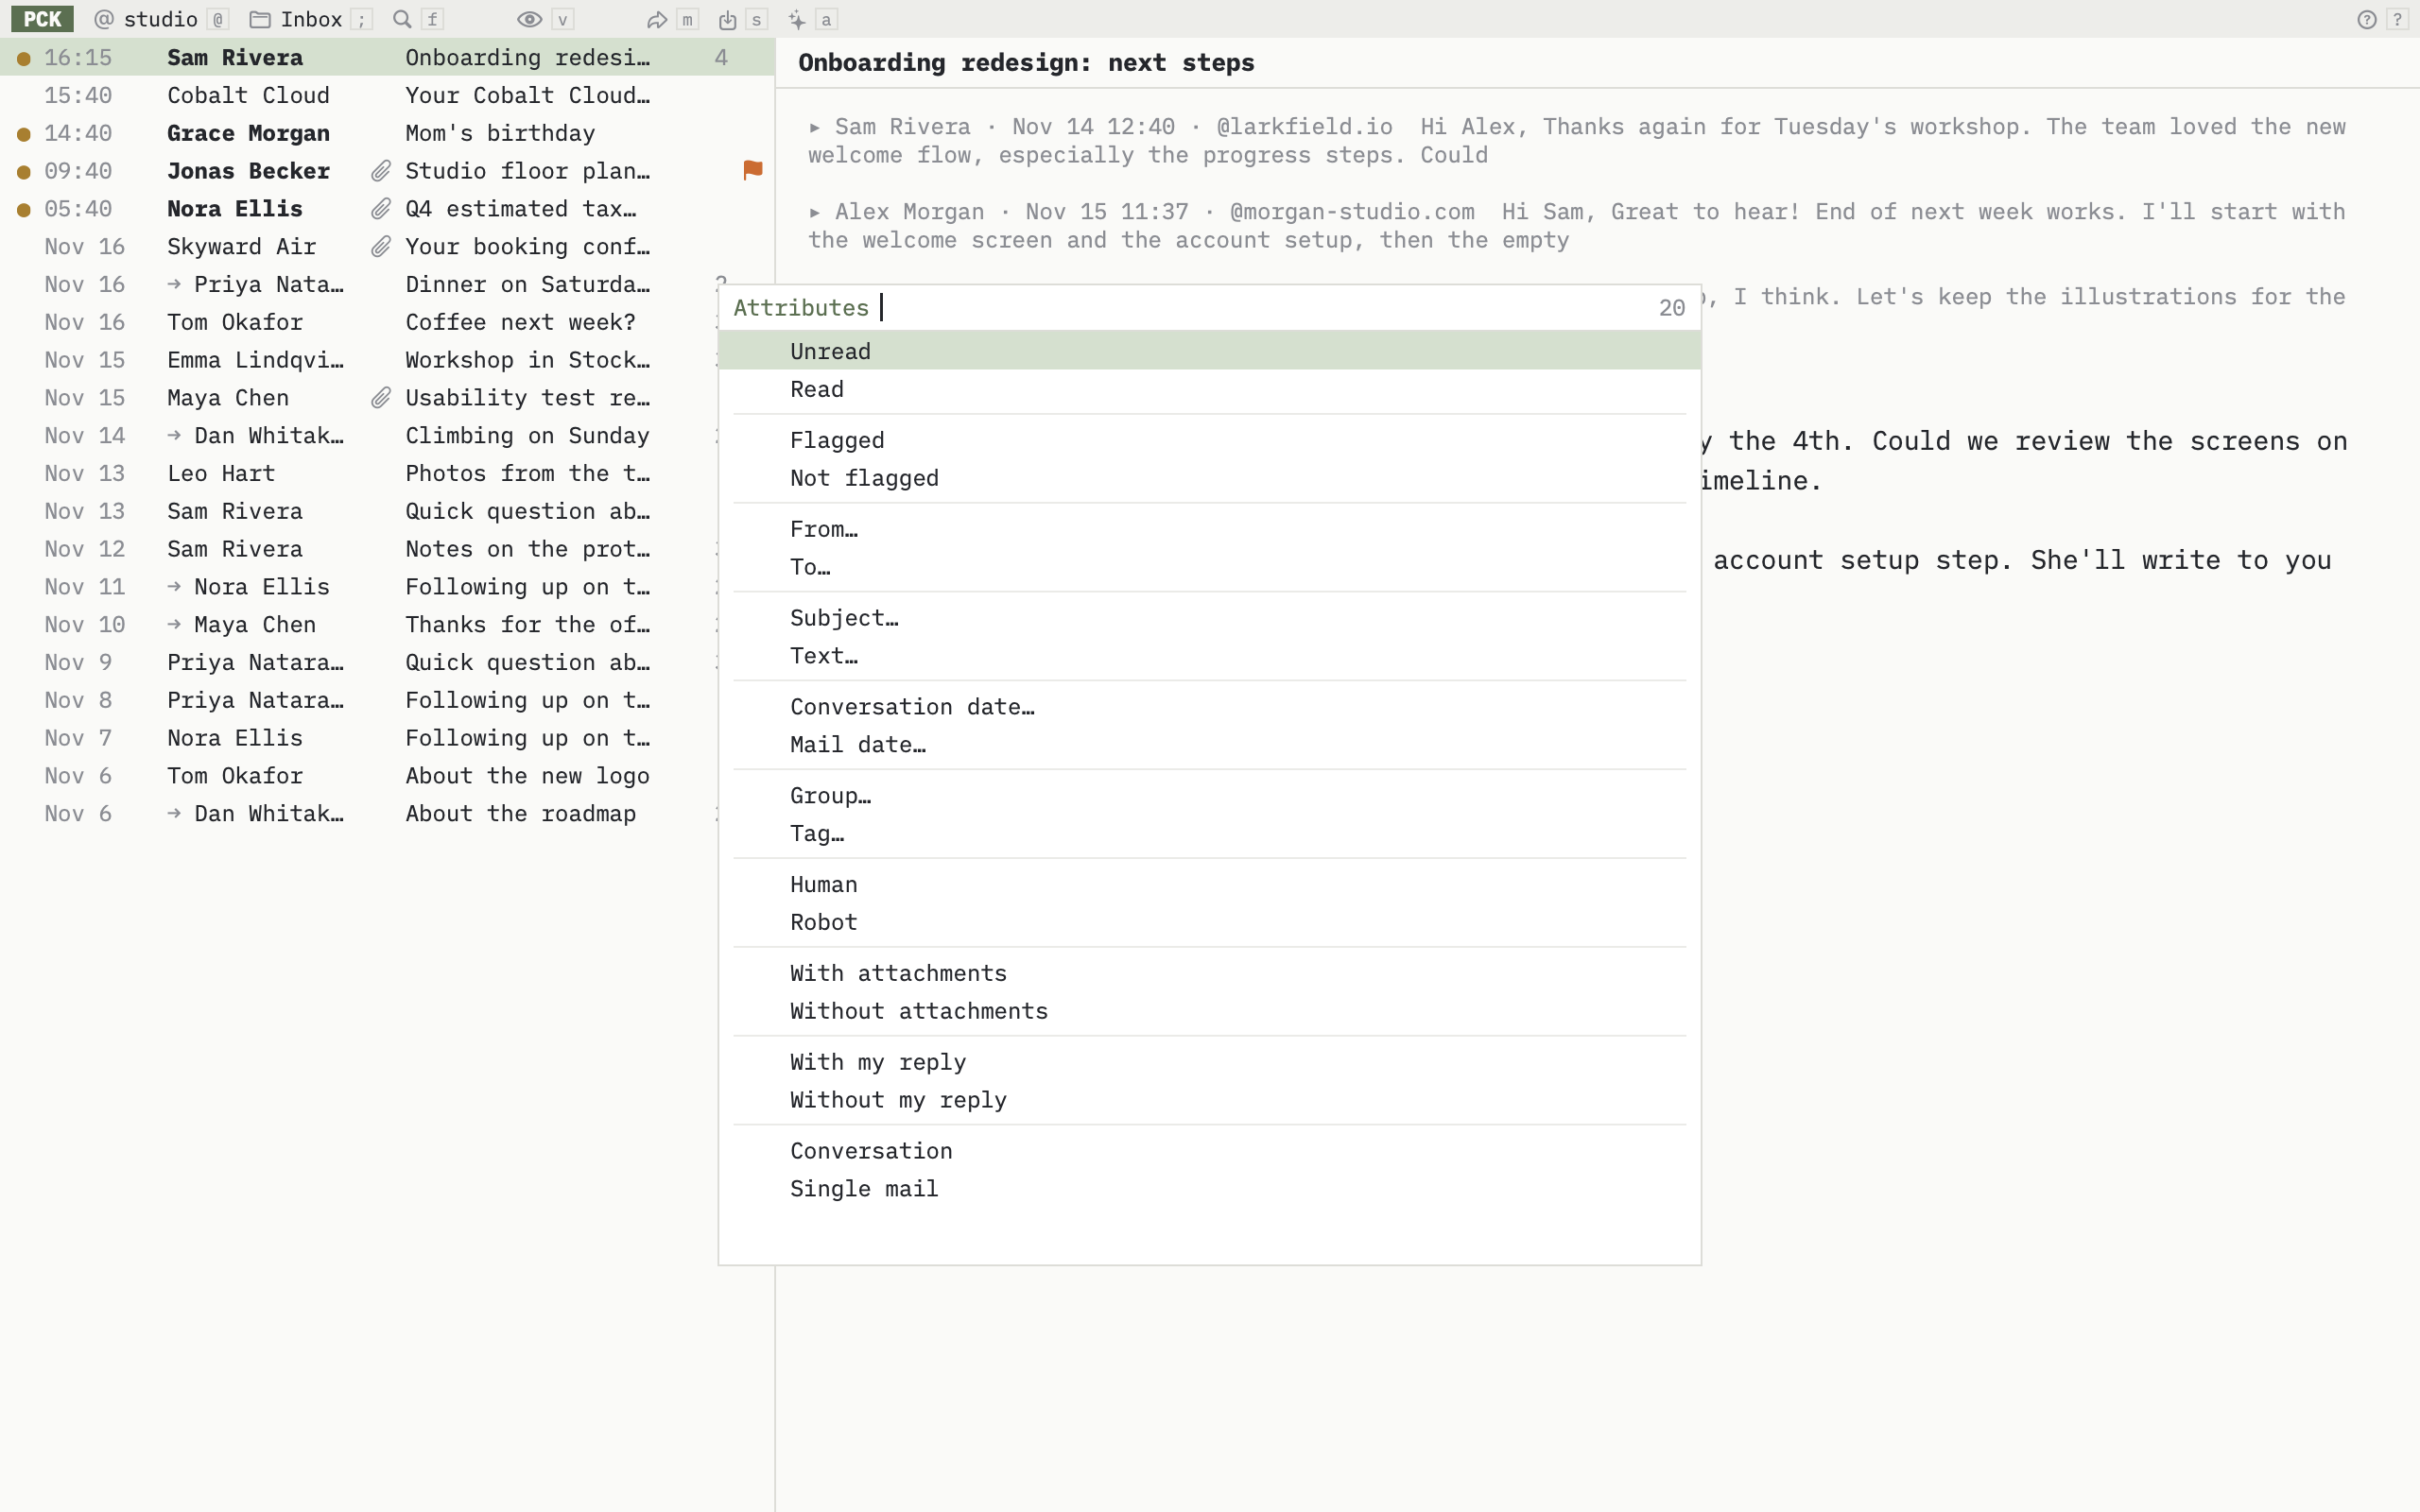 PCK @ studio @ Inbox ; f v m s a ? ?
16:15 Sam Rivera Onboarding redesi… 4
15:40 Cobalt Cloud Your Cobalt Cloud…
14:40 Grace Morgan Mom's birthday
09:40 Jonas Becker Studio floor plan…
05:40 Nora Ellis Q4 estimated tax…
Nov 16 Skyward Air Your booking conf…
Nov 16 → Priya Nata… Dinner on Saturda…
Nov 16 Tom Okafor Coffee next week?
Nov 15 Emma Lindqvi… Workshop in Stock…
Nov 15 Maya Chen Usability test re…
Nov 14 → Dan Whitak… Climbing on Sunday
Nov 13 Leo Hart Photos from the t…
Nov 13 Sam Rivera Quick question ab…
Nov 12 Sam Rivera Notes on the prot…
Nov 11 → Nora Ellis Following up on t…
Nov 10 → Maya Chen Thanks for the of…
Nov 9 Priya Natara… Quick question ab…
Nov 8 Priya Natara… Following up on t…
Nov 7 Nora Ellis Following up on t…
Nov 6 Tom Okafor About the new logo
Nov 6 → Dan Whitak… About the roadmap
Onboarding redesign: next steps
▸ Sam Rivera · Nov 14 12:40 · @larkfield.io Hi Alex, Thanks again for Tuesday's workshop. The team loved the new
welcome flow, especially the progress steps. Could
▸ Alex Morgan · Nov 15 11:37 · @morgan-studio.com Hi Sam, Great to hear! End of next week works. I'll start with
the welcome screen and the account setup, then the empty
, I think. Let's keep the illustrations for the
the 4th. Could we review the screens on
account setup step. She'll write to you
Attributes 20
Unread
Read
Flagged
Not flagged
From…
To…
Subject…
Text…
Conversation date…
Mail date…
Group…
Tag…
Human
Robot
With attachments
Without attachments
With my reply
Without my reply
Conversation
Single mail